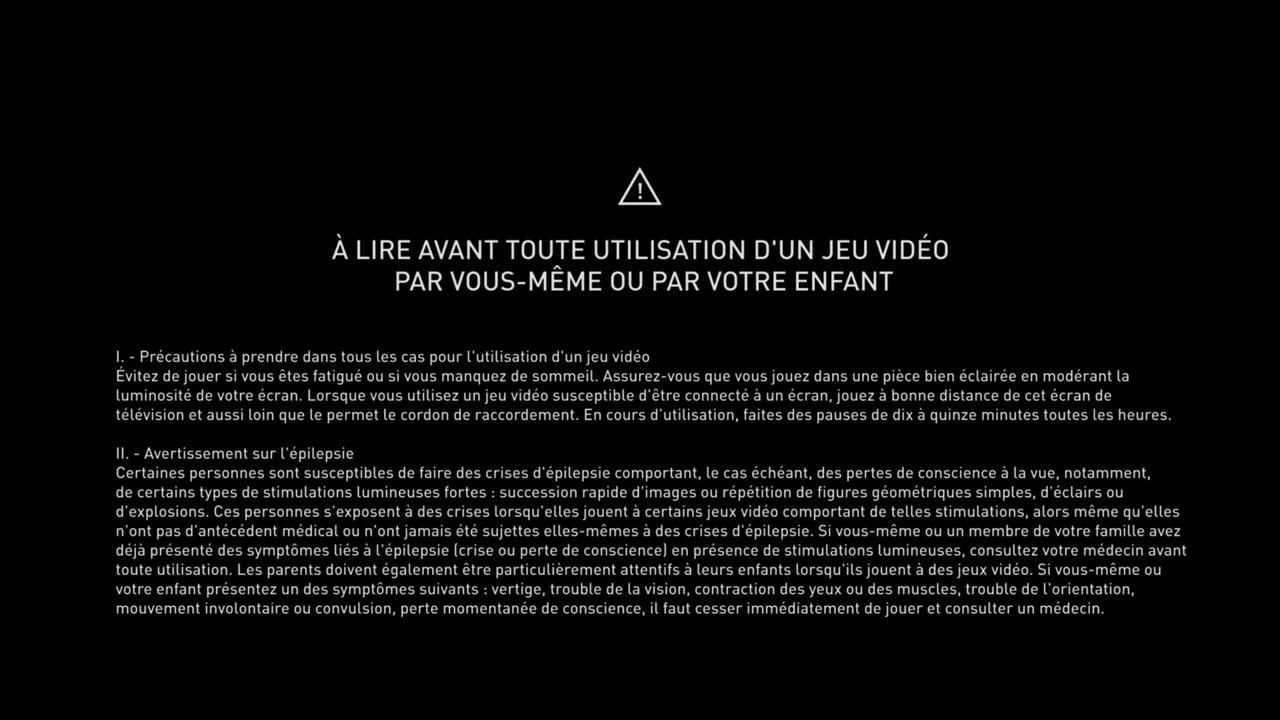 À LIRE AVANT TOUTE UTILISATION D'UN JEU VIDÉO
PAR VOUS-MÊME OU PAR VOTRE ENFANT
I. - Précautions à prendre dans tous les cas pour l'utilisation d'un jeu vidéo
Évitez de jouer si vous êtes fatigué ou si vous manquez de sommeil. Assurez-vous que vous jouez dans une pièce bien éclairée en modérant la
luminosité de votre écran. Lorsque vous utilisez un jeu vidéo susceptible d'être connecté à un écran, jouez à bonne distance de cet écran de
télévision et aussi loin que le permet le cordon de raccordement. En cours d'utilisation, faites des pauses de dix à quinze minutes toutes les heures.
II. - Avertissement sur l'épilepsie
Certaines personnes sont susceptibles de faire des crises d'épilepsie comportant, le cas échéant, des pertes de conscience à la vue, notamment,
de certains types de stimulations lumineuses fortes : succession rapide d'images ou répétition de figures géométriques simples, d'éclairs ou
d'explosions. Ces personnes s'exposent à des crises lorsqu'elles jouent à certains jeux vidéo comportant de telles stimulations, alors même qu'elles
n'ont pas d'antécédent médical ou n'ont jamais été sujettes elles-mêmes à des crises d'épilepsie. Si vous-même ou un membre de votre famille avez
déjà présenté des symptômes liés à l'épilepsie (crise ou perte de conscience) en présence de stimulations lumineuses, consultez votre médecin avant
toute utilisation. Les parents doivent également être particulièrement attentifs à leurs enfants lorsqu'ils jouent à des jeux vidéo. Si vous-même ou
votre enfant présentez un des symptômes suivants : vertige, trouble de la vision, contraction des yeux ou des muscles, trouble de l'orientation,
mouvement involontaire ou convulsion, perte momentanée de conscience, il faut cesser immédiatement de jouer et consulter un médecin.